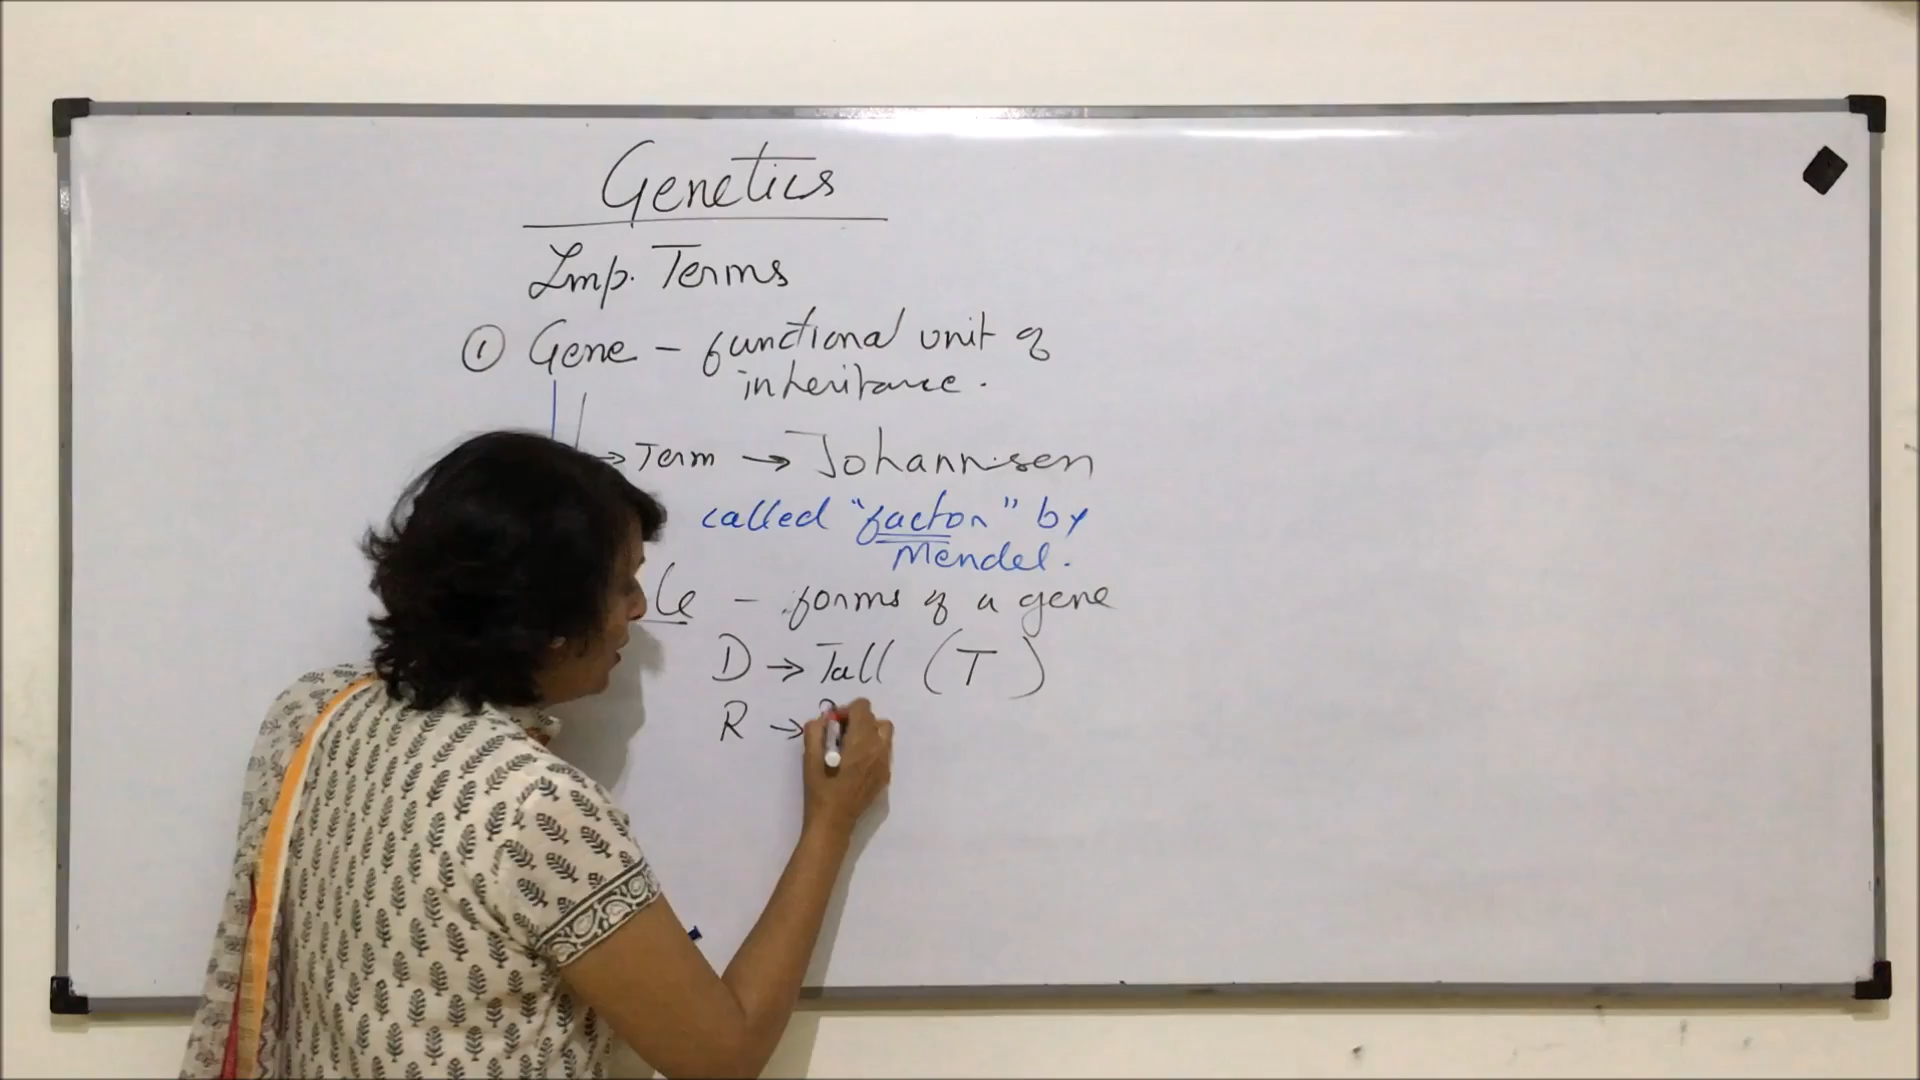 Genetics
Imp. Terms
① Gene - functional unit of
inheritance.
→ Term → Johannsen
called "factor" by
Mendel.
- forms of a gene
D → Tall (T)
R →